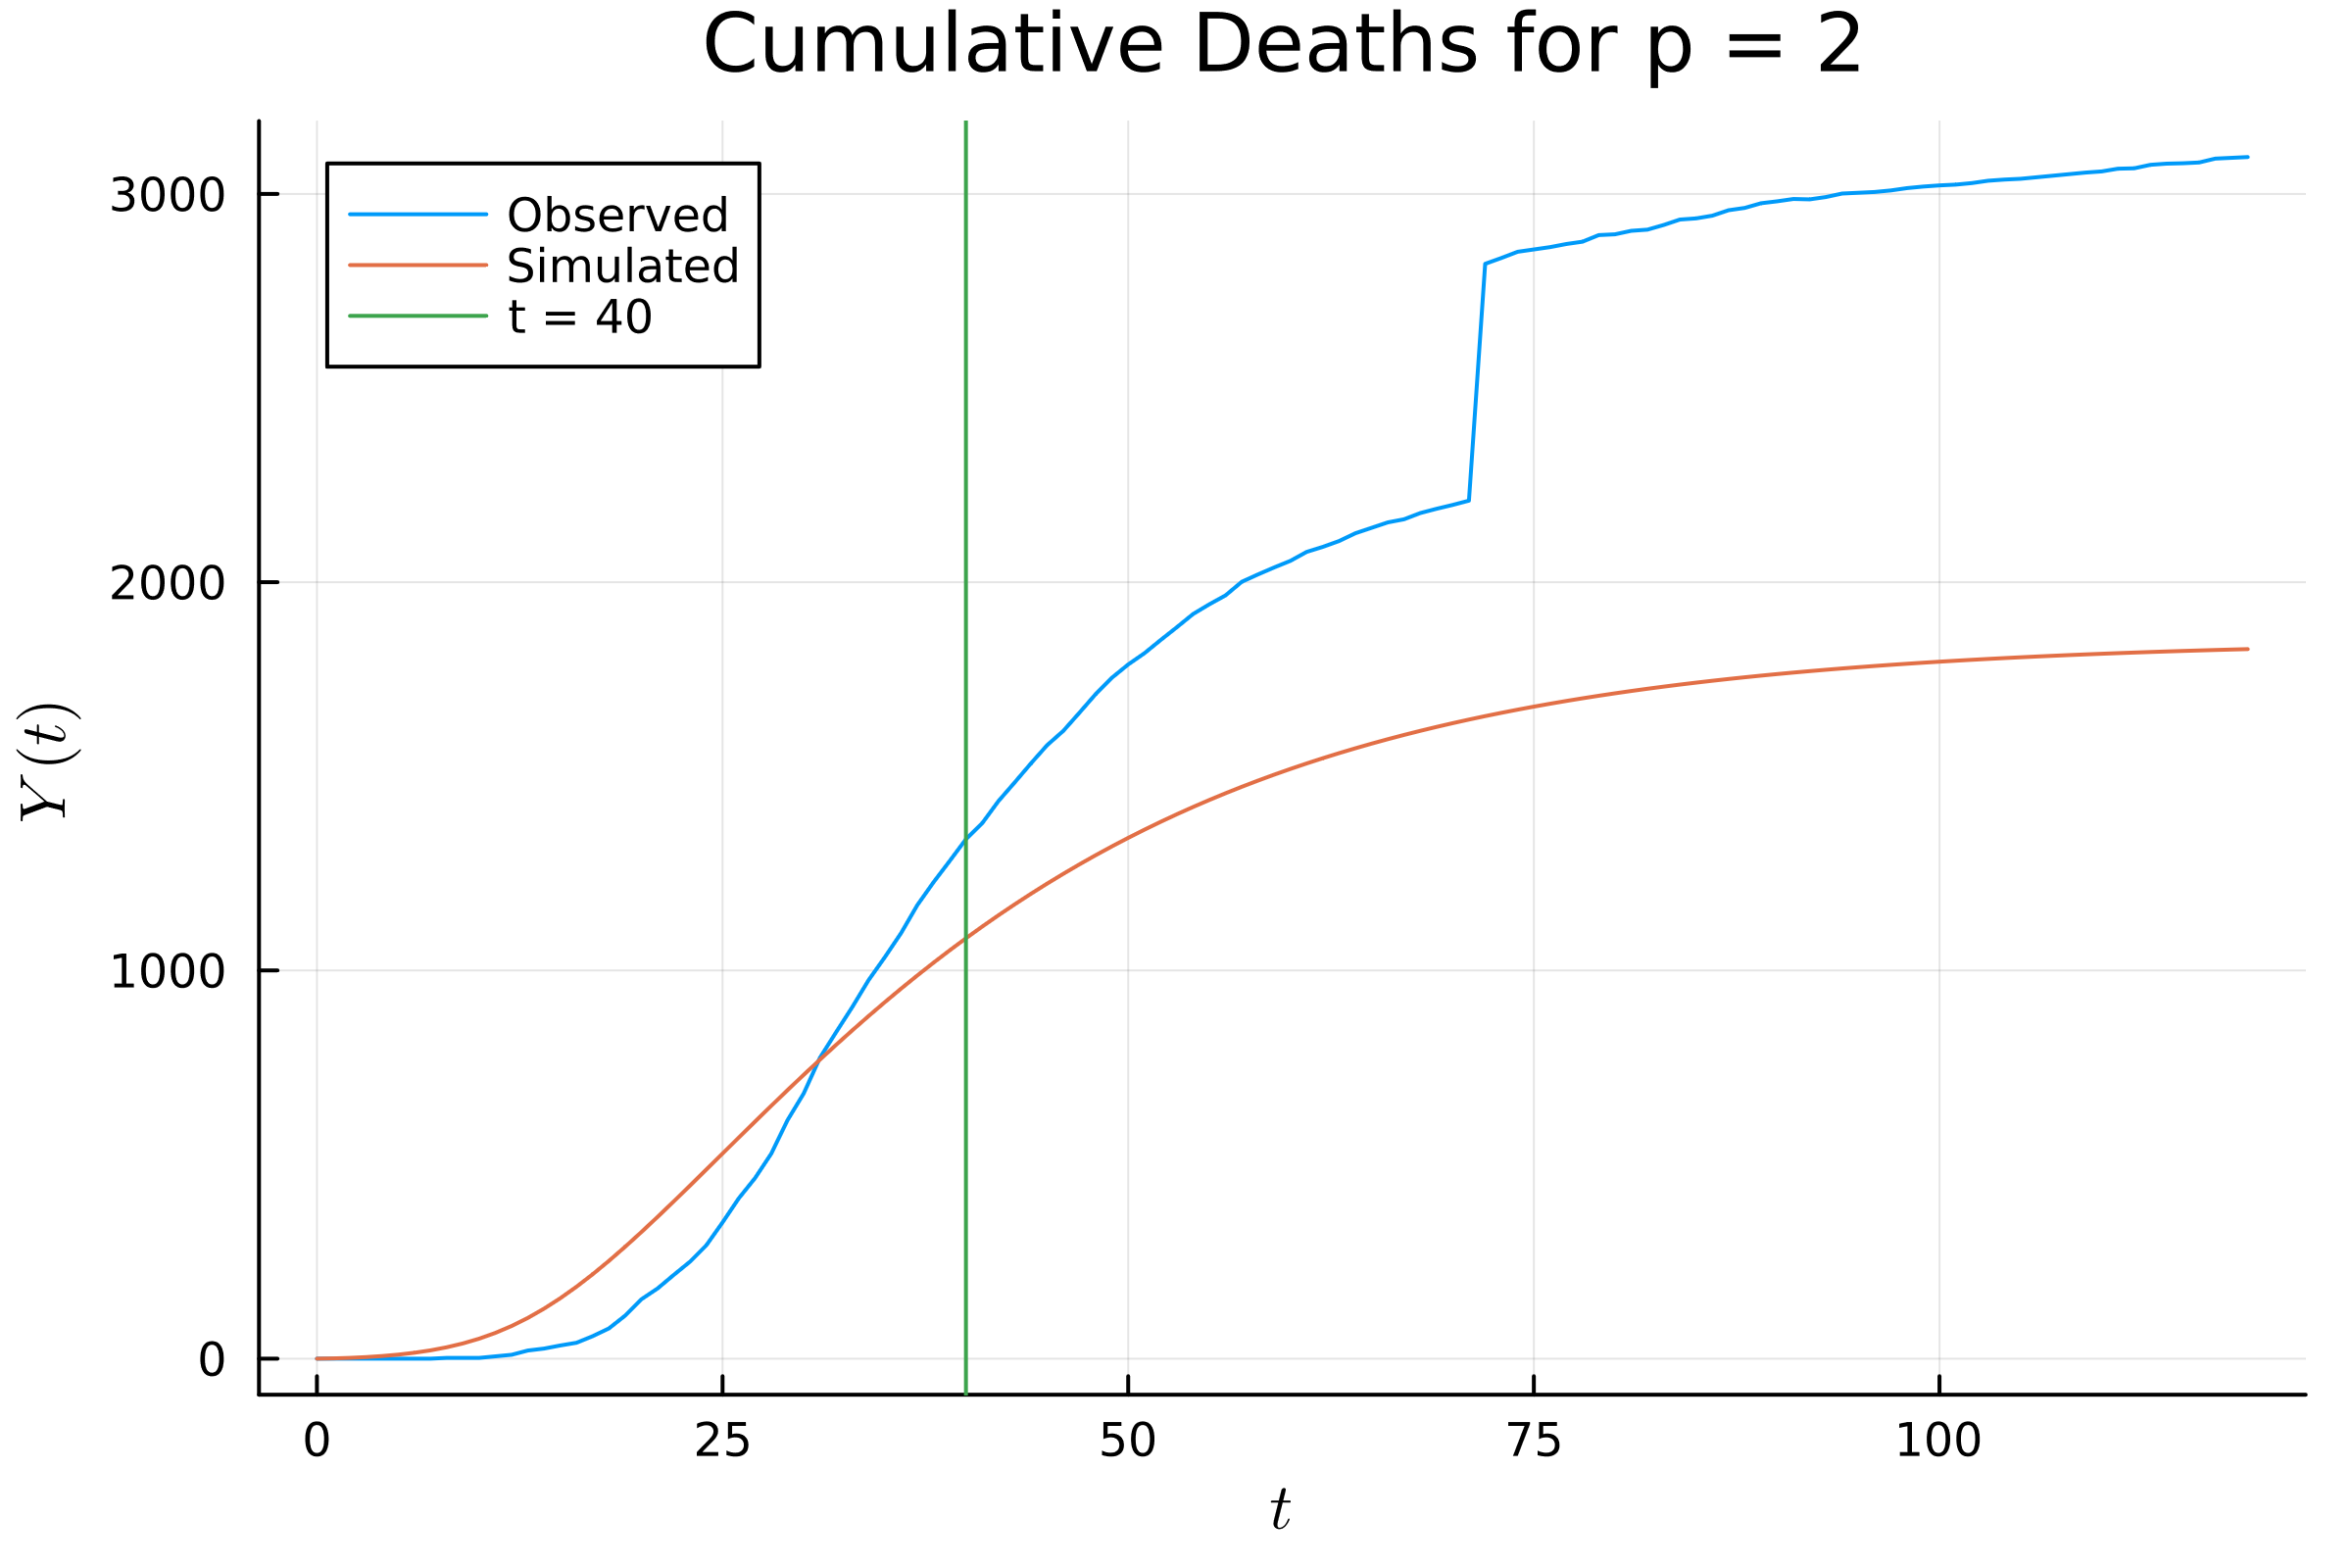 Cumulative Deaths for p = 2
Observed
Simulated
t = 40
3000
2000
1000
0
Y(t)
0 25 50 75 100
t